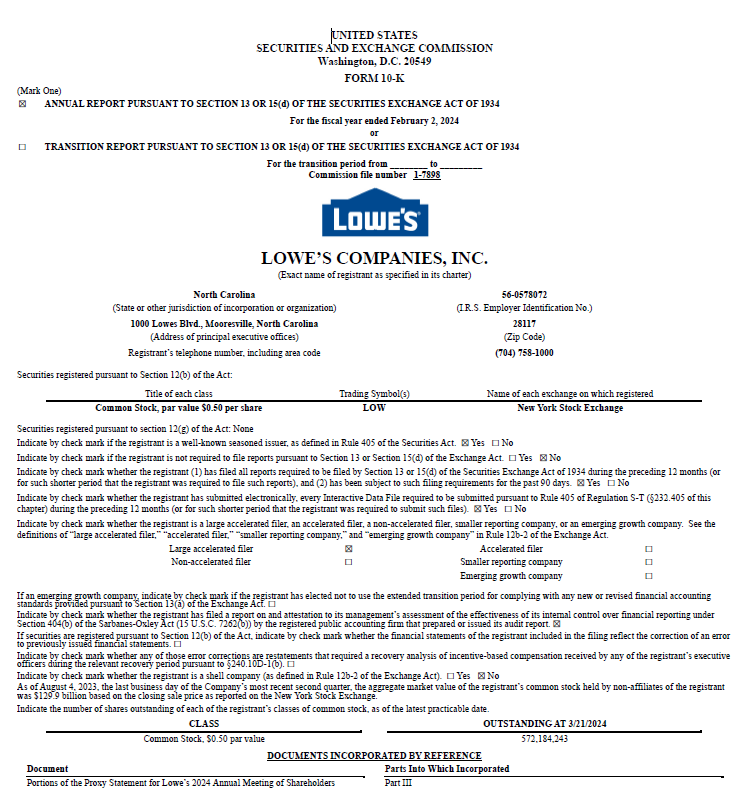 UNITED STATES
SECURITIES AND EXCHANGE COMMISSION
Washington, D.C. 20549
FORM 10-K
(Mark One)
☒ ANNUAL REPORT PURSUANT TO SECTION 13 OR 15(d) OF THE SECURITIES EXCHANGE ACT OF 1934
For the fiscal year ended February 2, 2024
or
☐ TRANSITION REPORT PURSUANT TO SECTION 13 OR 15(d) OF THE SECURITIES EXCHANGE ACT OF 1934
For the transition period from ________ to _________
Commission file number 1-7898
LOWE'S
LOWE'S COMPANIES, INC.
(Exact name of registrant as specified in its charter)
North Carolina 56-0578072
(State or other jurisdiction of incorporation or organization) (I.R.S. Employer Identification No.)
1000 Lowes Blvd., Mooresville, North Carolina 28117
(Address of principal executive offices) (Zip Code)
Registrant's telephone number, including area code (704) 758-1000
Securities registered pursuant to Section 12(b) of the Act:
Title of each class Trading Symbol(s) Name of each exchange on which registered
Common Stock, par value $0.50 per share LOW New York Stock Exchange
Securities registered pursuant to section 12(g) of the Act: None
Indicate by check mark if the registrant is a well-known seasoned issuer, as defined in Rule 405 of the Securities Act. ☒ Yes ☐ No
Indicate by check mark if the registrant is not required to file reports pursuant to Section 13 or Section 15(d) of the Exchange Act. ☐ Yes ☒ No
Indicate by check mark whether the registrant (1) has filed all reports required to be filed by Section 13 or 15(d) of the Securities Exchange Act of 1934 during the preceding 12 months (or
for such shorter period that the registrant was required to file such reports), and (2) has been subject to such filing requirements for the past 90 days. ☒ Yes ☐ No
Indicate by check mark whether the registrant has submitted electronically, every Interactive Data File required to be submitted pursuant to Rule 405 of Regulation S-T (§232.405 of this
chapter) during the preceding 12 months (or for such shorter period that the registrant was required to submit such files). ☒ Yes ☐ No
Indicate by check mark whether the registrant is a large accelerated filer, an accelerated filer, a non-accelerated filer, smaller reporting company, or an emerging growth company. See the
definitions of "large accelerated filer," "accelerated filer," "smaller reporting company," and "emerging growth company" in Rule 12b-2 of the Exchange Act.
Large accelerated filer ☒ Accelerated filer ☐
Non-accelerated filer ☐ Smaller reporting company ☐
Emerging growth company ☐
If an emerging growth company, indicate by check mark if the registrant has elected not to use the extended transition period for complying with any new or revised financial accounting
standards provided pursuant to Section 13(a) of the Exchange Act. ☐
Indicate by check mark whether the registrant has filed a report on and attestation to its management's assessment of the effectiveness of its internal control over financial reporting under
Section 404(b) of the Sarbanes-Oxley Act (15 U.S.C. 7262(b)) by the registered public accounting firm that prepared or issued its audit report. ☒
If securities are registered pursuant to Section 12(b) of the Act, indicate by check mark whether the financial statements of the registrant included in the filing reflect the correction of an error
to previously issued financial statements. ☐
Indicate by check mark whether any of those error corrections are restatements that required a recovery analysis of incentive-based compensation received by any of the registrant's executive
officers during the relevant recovery period pursuant to §240.10D-1(b). ☐
Indicate by check mark whether the registrant is a shell company (as defined in Rule 12b-2 of the Exchange Act). ☐ Yes ☒ No
As of August 4, 2023, the last business day of the Company's most recent second quarter, the aggregate market value of the registrant's common stock held by non-affiliates of the registrant
was $129.9 billion based on the closing sale price as reported on the New York Stock Exchange.
Indicate the number of shares outstanding of each of the registrant's classes of common stock, as of the latest practicable date.
CLASS OUTSTANDING AT 3/21/2024
Common Stock, $0.50 par value 572,184,243
DOCUMENTS INCORPORATED BY REFERENCE
Document Parts Into Which Incorporated
Portions of the Proxy Statement for Lowe's 2024 Annual Meeting of Shareholders Part III